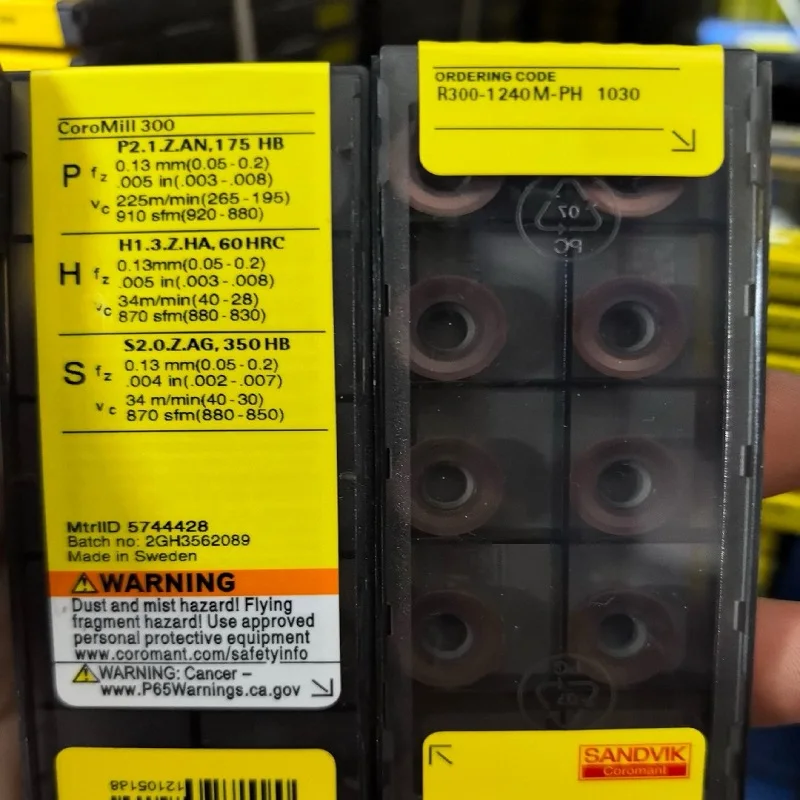 CoroMill 300
P2.1.Z.AN,175 HB
P fz 0.13 mm(0.05-0.2)
.005 in(.003-.008)
vc 225m/min(265-195)
910 sfm(920-880)
H1.3.Z.HA, 60 HRC
H fz 0.13mm(0.05-0.2)
.005 in(.003-.008)
vc 34m/min(40-28)
870 sfm(880-830)
S2.0.Z.AG, 350 HB
S fz 0.13 mm(0.05-0.2)
.004 in(.002-.007)
vc 34 m/min(40-30)
870 sfm(880-850)
MtrlID 5744428
Batch no: 2GH3562089
Made in Sweden
WARNING
Dust and mist hazard! Flying
fragment hazard! Use approved
personal protective equipment
www.coromant.com/safetyinfo
WARNING: Cancer –
www.P65Warnings.ca.gov
12105168
ORDERING CODE
R300-1240M-PH 1030
07
PC
SANDVIK
Coromant